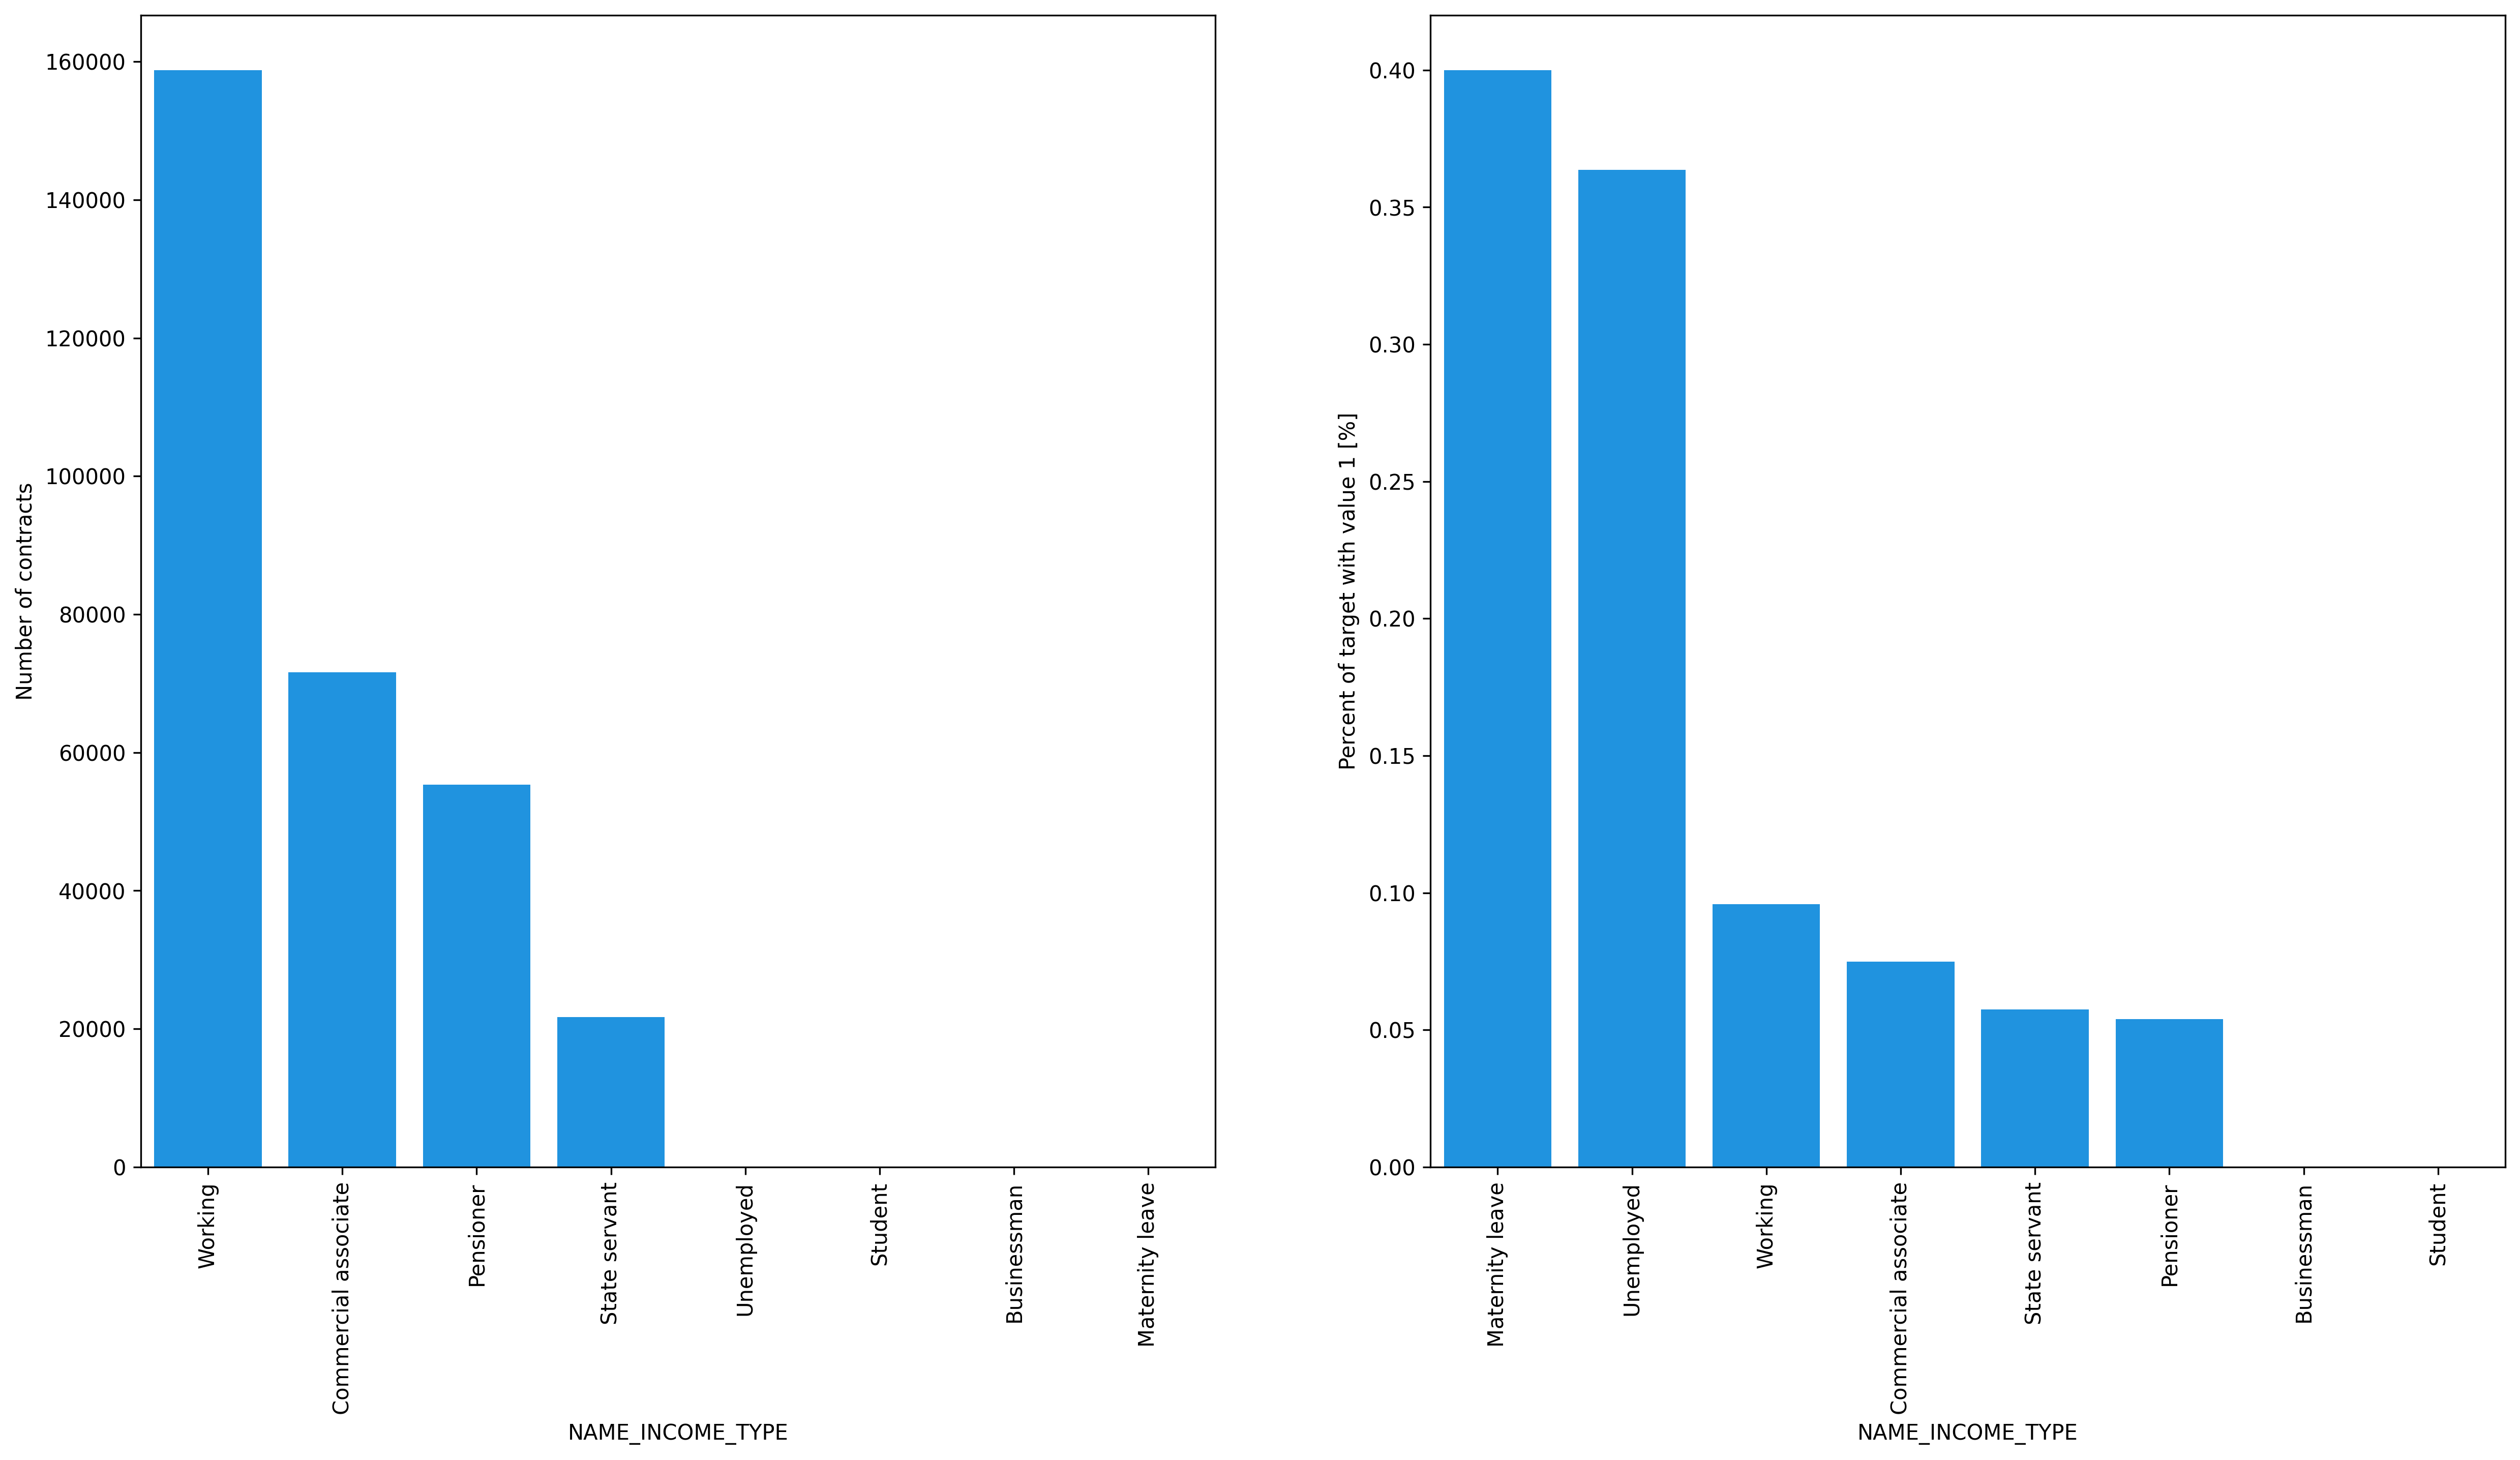 Number of contracts
160000
140000
120000
100000
80000
60000
40000
20000
0
Working
Commercial associate
Pensioner
State servant
Unemployed
Student
Businessman
Maternity leave
NAME_INCOME_TYPE
Percent of target with value 1 [%]
0.40
0.35
0.30
0.25
0.20
0.15
0.10
0.05
0.00
Maternity leave
Unemployed
Working
Commercial associate
State servant
Pensioner
Businessman
Student
NAME_INCOME_TYPE